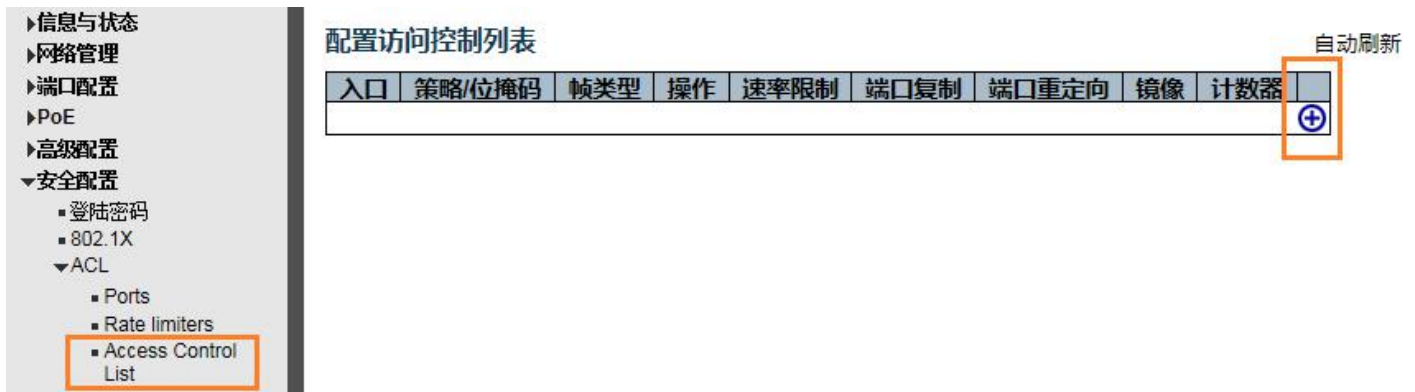 信息与状态
网络管理
端口配置
PoE
高级配置
安全配置
登陆密码
802.1X
ACL
Ports
Rate limiters
Access Control
List
配置访问控制列表
自动刷新
入口 策略/位掩码 帧类型 操作 速率限制 端口复制 端口重定向 镜像 计数器